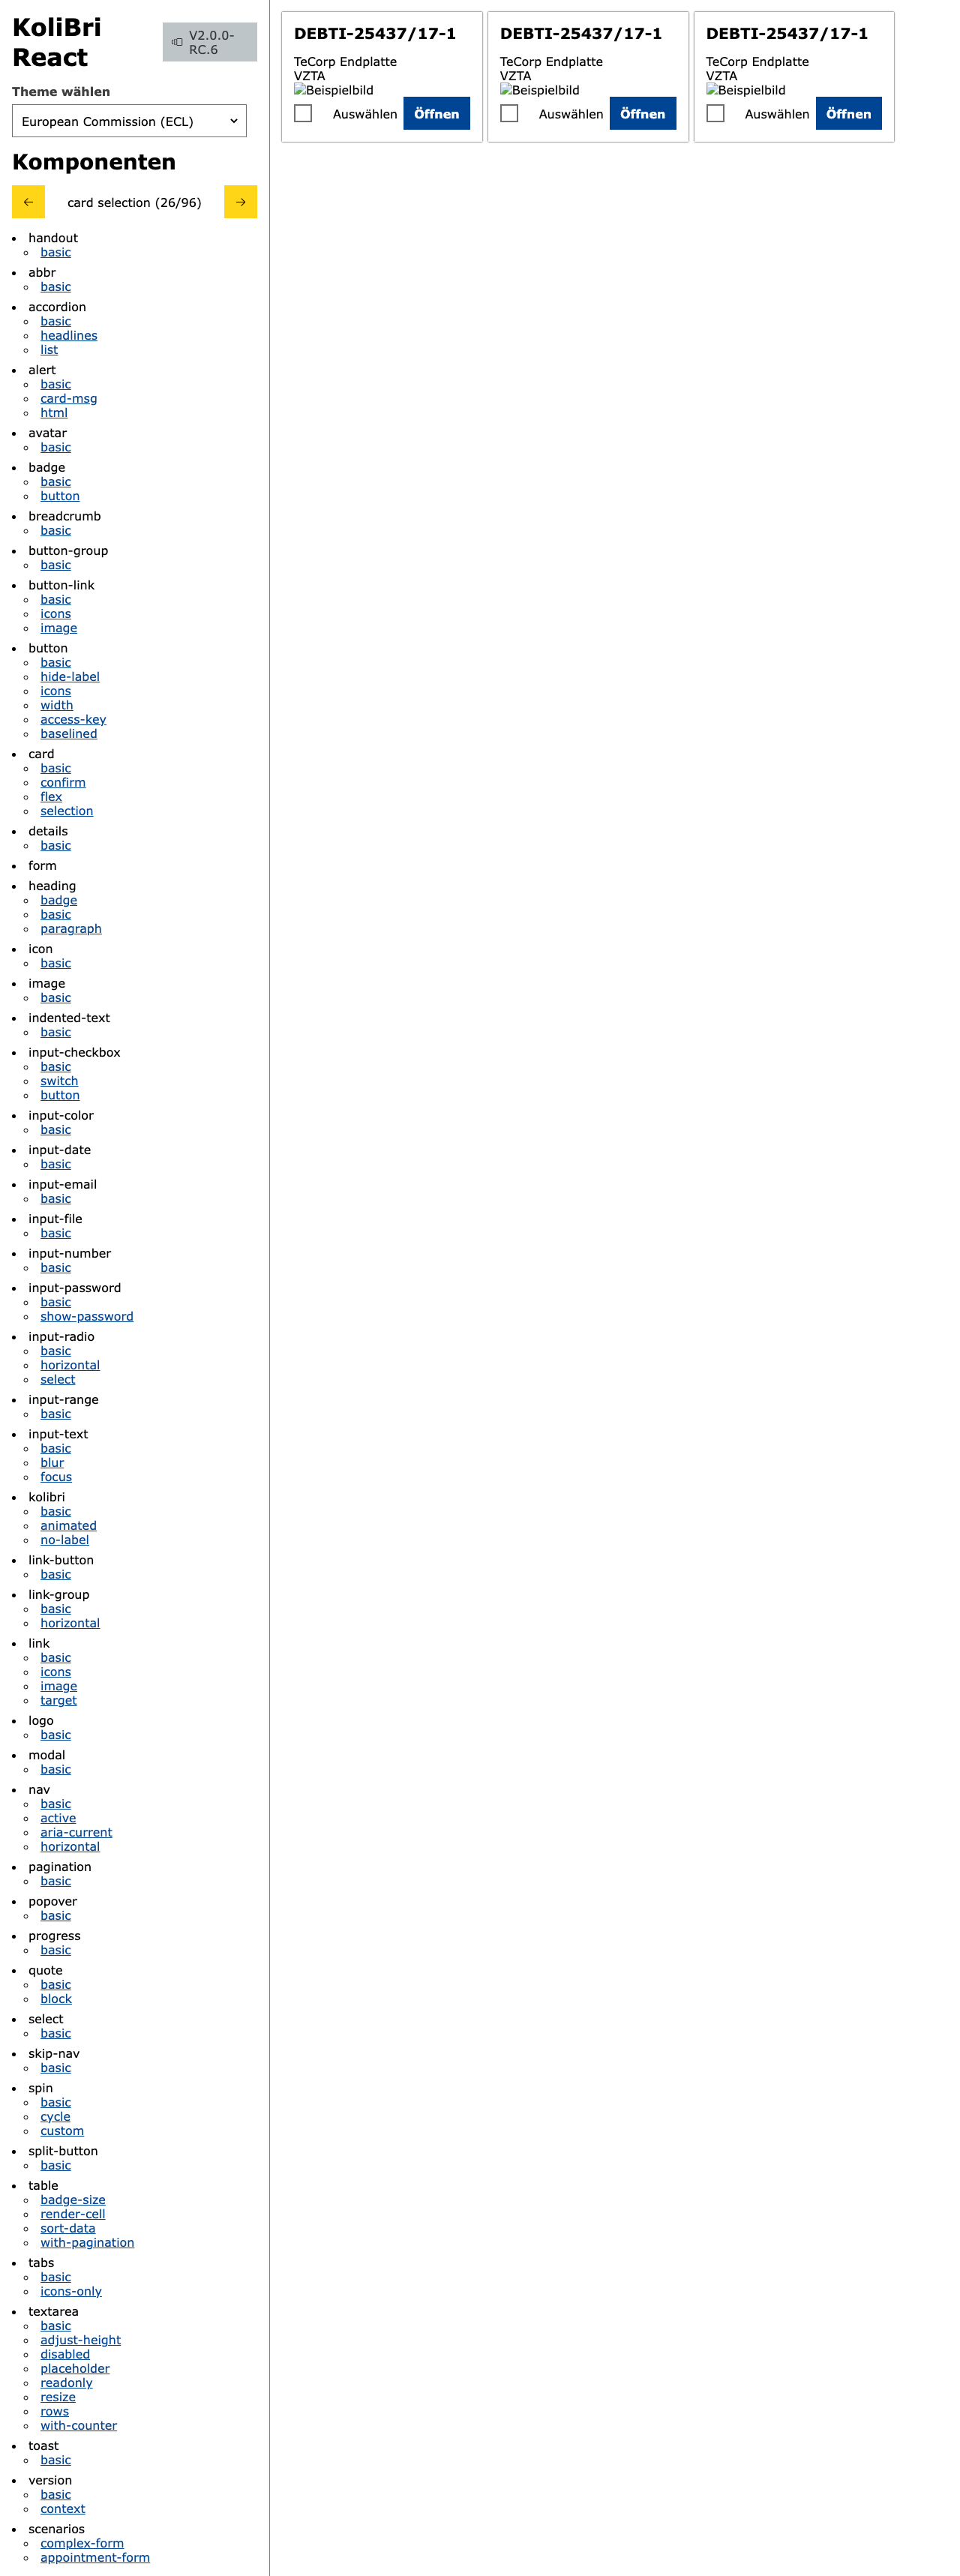 KoliBri
React
V2.0.0-
RC.6
Theme wählen
European Commission (ECL)
Komponenten
card selection (26/96)
handout
basic
abbr
basic
accordion
basic
headlines
list
alert
basic
card-msg
html
avatar
basic
badge
basic
button
breadcrumb
basic
button-group
basic
button-link
basic
icons
image
button
basic
hide-label
icons
width
access-key
baselined
card
basic
confirm
flex
selection
details
basic
form
heading
badge
basic
paragraph
icon
basic
image
basic
indented-text
basic
input-checkbox
basic
switch
button
input-color
basic
input-date
basic
input-email
basic
input-file
basic
input-number
basic
input-password
basic
show-password
input-radio
basic
horizontal
select
input-range
basic
input-text
basic
blur
focus
kolibri
basic
animated
no-label
link-button
basic
link-group
basic
horizontal
link
basic
icons
image
target
logo
basic
modal
basic
nav
basic
active
aria-current
horizontal
pagination
basic
popover
basic
progress
basic
quote
basic
block
select
basic
skip-nav
basic
spin
basic
cycle
custom
split-button
basic
table
badge-size
render-cell
sort-data
with-pagination
tabs
basic
icons-only
textarea
basic
adjust-height
disabled
placeholder
readonly
resize
rows
with-counter
toast
basic
version
basic
context
scenarios
complex-form
appointment-form
DEBTI-25437/17-1
TeCorp Endplatte
VZTA
Beispielbild
Auswählen Öffnen
DEBTI-25437/17-1
TeCorp Endplatte
VZTA
Beispielbild
Auswählen Öffnen
DEBTI-25437/17-1
TeCorp Endplatte
VZTA
Beispielbild
Auswählen Öffnen